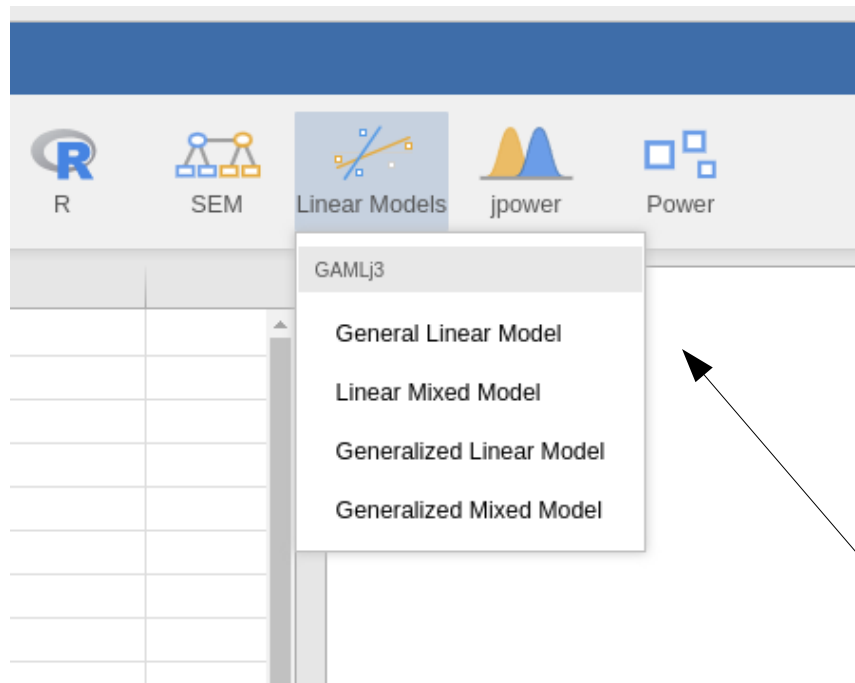 R
SEM
Linear Models
jpower
Power
GAMLj3
General Linear Model
Linear Mixed Model
Generalized Linear Model
Generalized Mixed Model